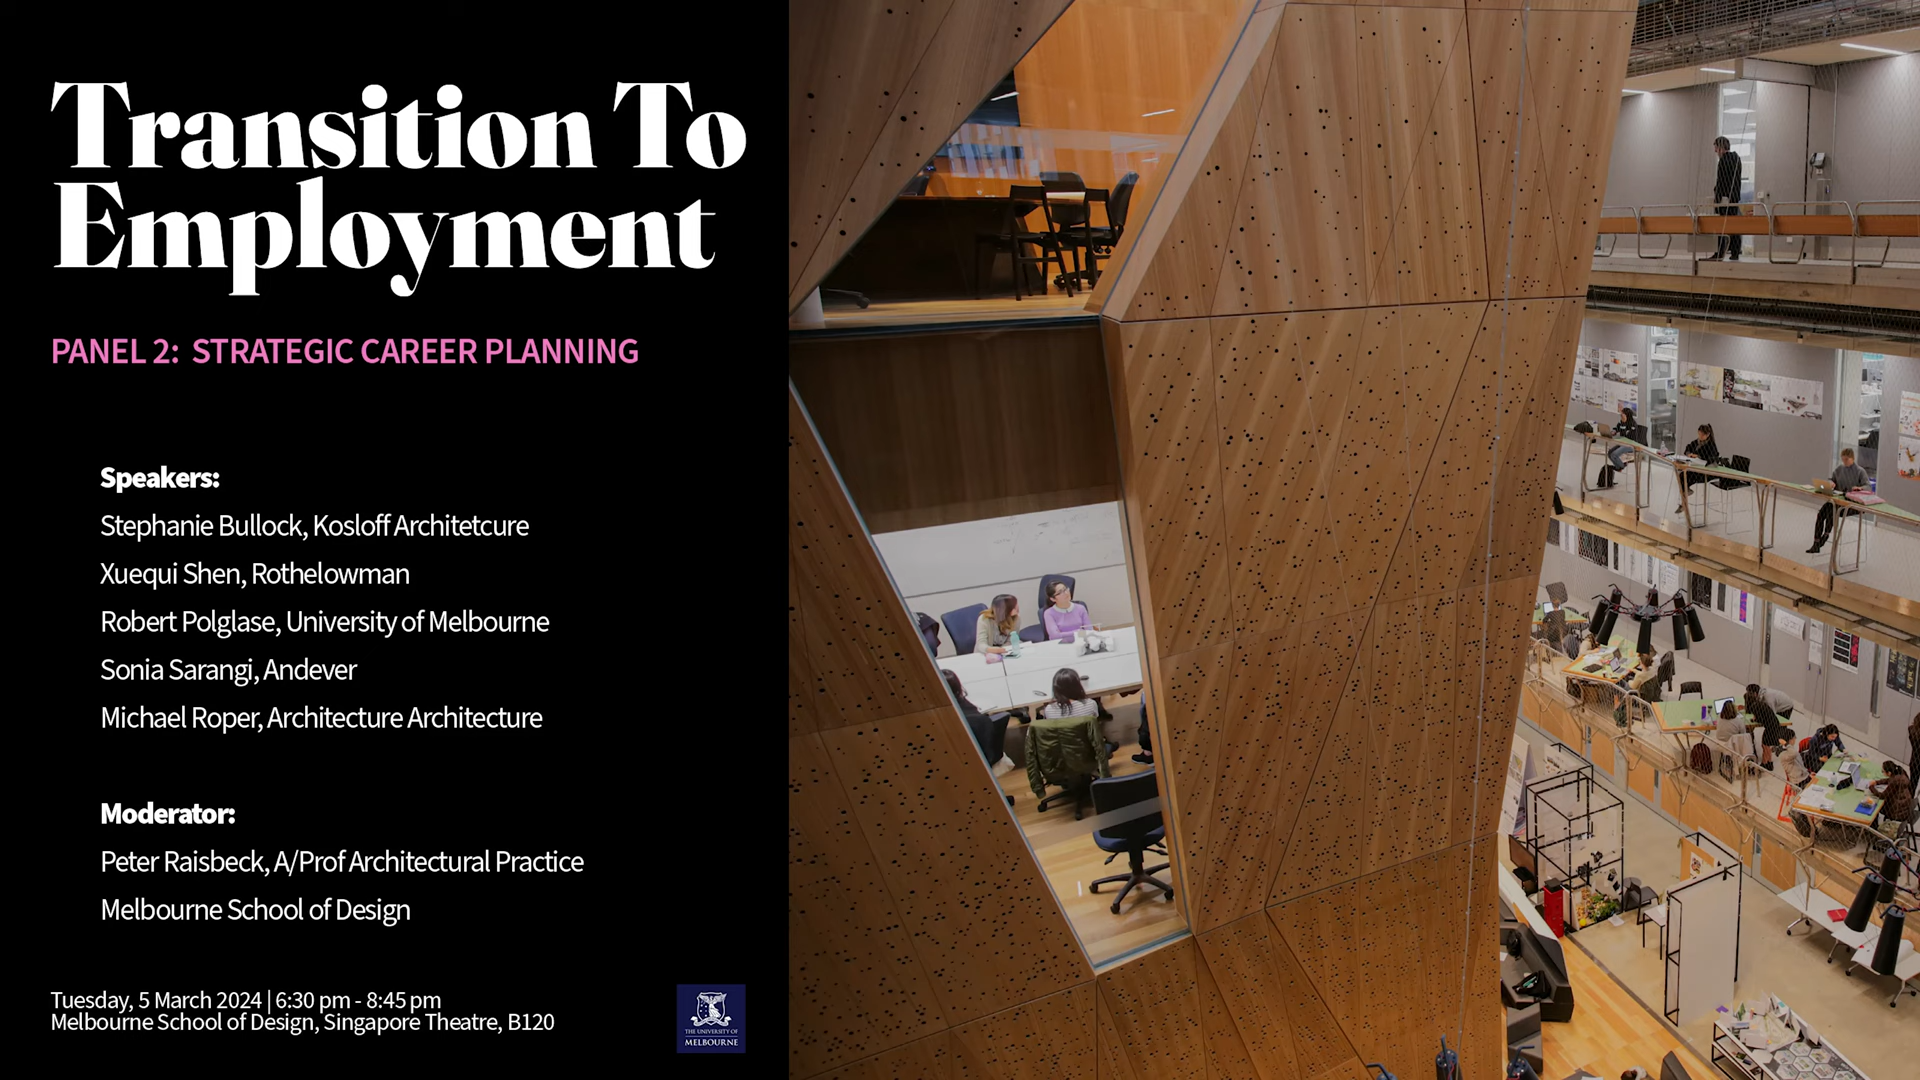 Transition To
Employment
PANEL 2: STRATEGIC CAREER PLANNING
Speakers:
Stephanie Bullock, Kosloff Architetcure
Xuequi Shen, Rothelowman
Robert Polglase, University of Melbourne
Sonia Sarangi, Andever
Michael Roper, Architecture Architecture
Moderator:
Peter Raisbeck, A/Prof Architectural Practice
Melbourne School of Design
Tuesday, 5 March 2024 | 6:30 pm - 8:45 pm
Melbourne School of Design, Singapore Theatre, B120
THE UNIVERSITY OF
MELBOURNE